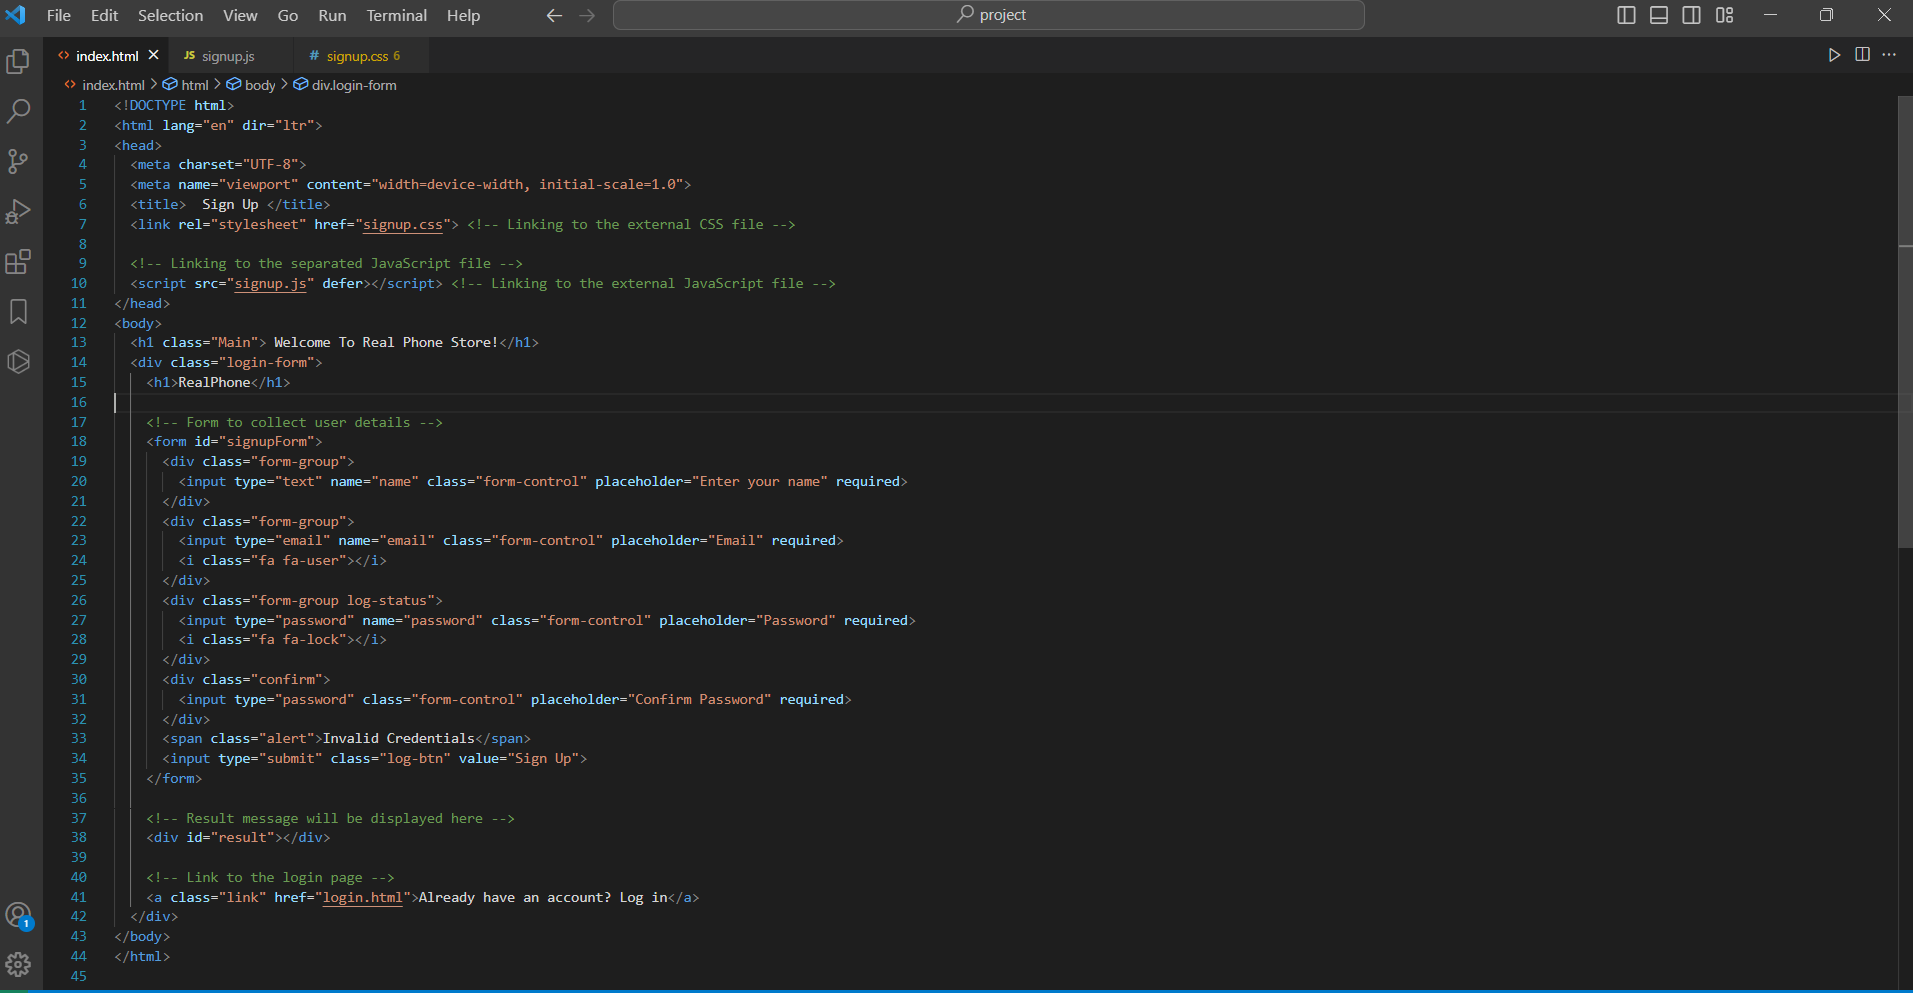 File Edit Selection View Go Run Terminal Help project
index.html JS signup.js # signup.css 6
index.html > html > body > div.login-form
1 <!DOCTYPE html>
2 <html lang="en" dir="ltr">
3 <head>
4 <meta charset="UTF-8">
5 <meta name="viewport" content="width=device-width, initial-scale=1.0">
6 <title>  Sign Up </title>
7 <link rel="stylesheet" href="signup.css"> <!-- Linking to the external CSS file -->
8
9 <!-- Linking to the separated JavaScript file -->
10 <script src="signup.js" defer></script> <!-- Linking to the external JavaScript file -->
11 </head>
12 <body>
13 <h1 class="Main"> Welcome To Real Phone Store!</h1>
14 <div class="login-form">
15 <h1>RealPhone</h1>
16
17 <!-- Form to collect user details -->
18 <form id="signupForm">
19 <div class="form-group">
20 <input type="text" name="name" class="form-control" placeholder="Enter your name" required>
21 </div>
22 <div class="form-group">
23 <input type="email" name="email" class="form-control" placeholder="Email" required>
24 <i class="fa fa-user"></i>
25 </div>
26 <div class="form-group log-status">
27 <input type="password" name="password" class="form-control" placeholder="Password" required>
28 <i class="fa fa-lock"></i>
29 </div>
30 <div class="confirm">
31 <input type="password" class="form-control" placeholder="Confirm Password" required>
32 </div>
33 <span class="alert">Invalid Credentials</span>
34 <input type="submit" class="log-btn" value="Sign Up">
35 </form>
36
37 <!-- Result message will be displayed here -->
38 <div id="result"></div>
39
40 <!-- Link to the login page -->
41 <a class="link" href="login.html">Already have an account? Log in</a>
42 </div>
43 </body>
44 </html>
45
1